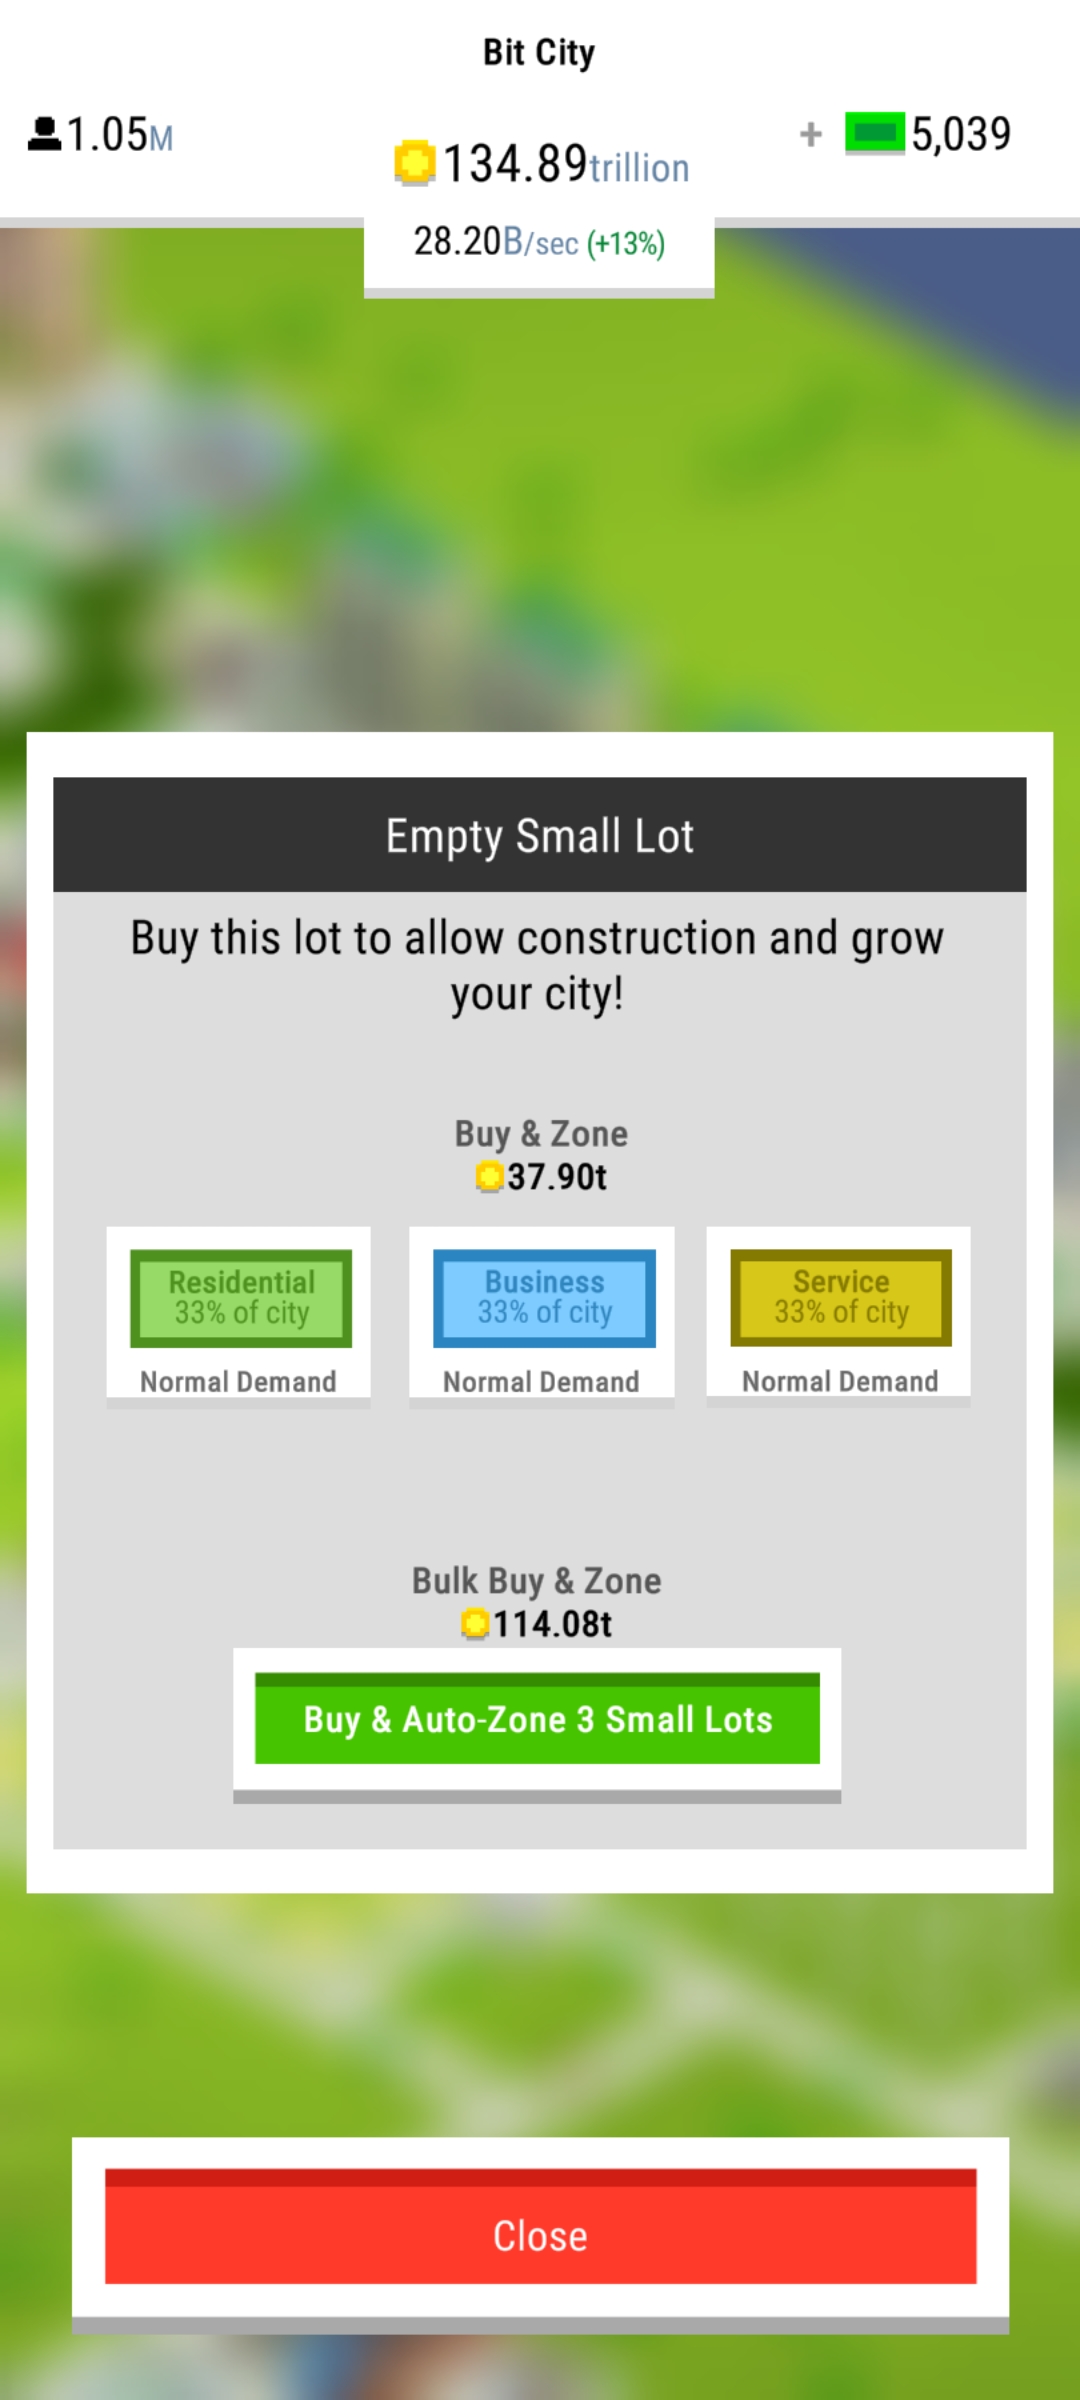 Bit City
1.05M
134.89trillion
+ 5,039
28.20B/sec (+13%)
Empty Small Lot
Buy this lot to allow construction and grow
your city!
Buy & Zone
37.90t
Residential
33% of city
Normal Demand
Business
33% of city
Normal Demand
Service
33% of city
Normal Demand
Bulk Buy & Zone
114.08t
Buy & Auto-Zone 3 Small Lots
Close